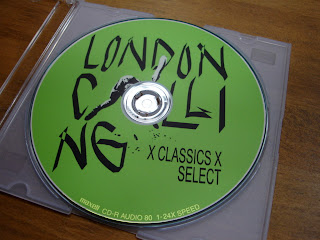 LONDON
CALLI
NG
X CLASSICS X
SELECT
maxell CD-R AUDIO 80 1-24X SPEED